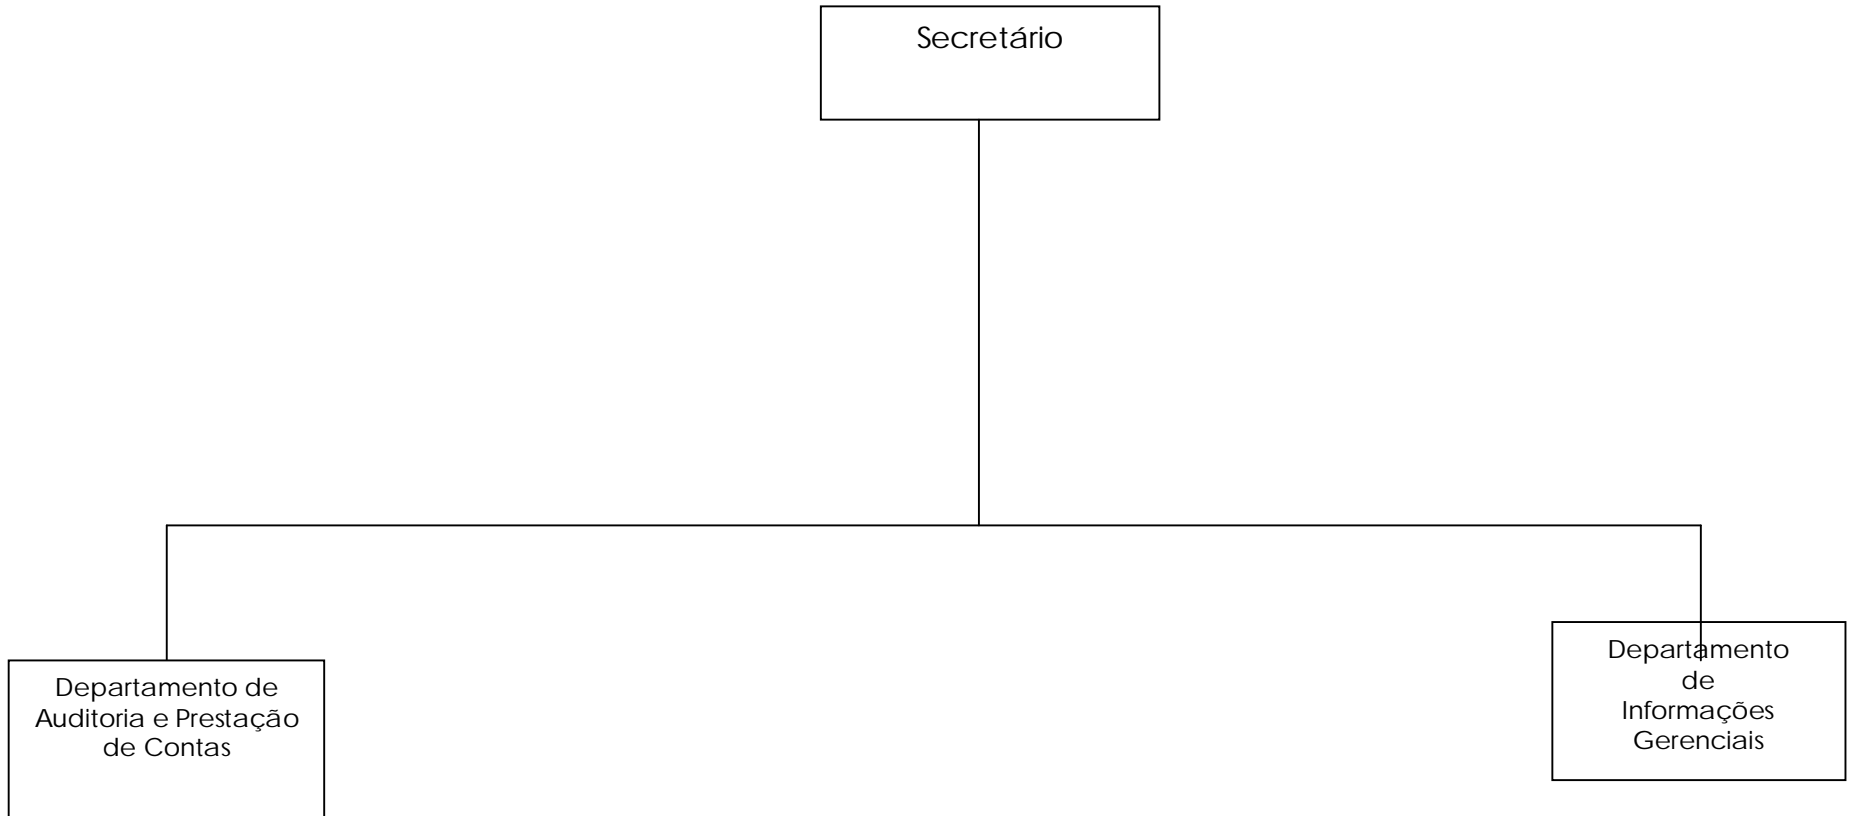 Secretário
Departamento de
Auditoria e Prestação
de Contas
Departamento
de
Informações
Gerenciais